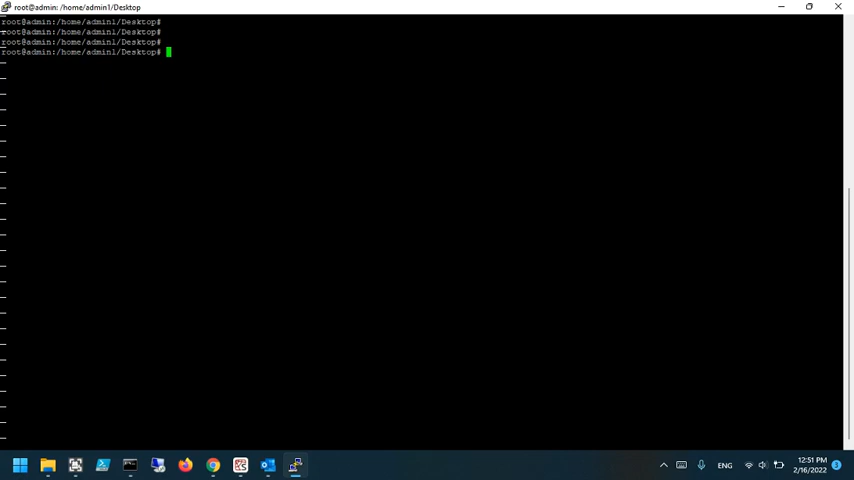 root@admin: /home/admin1/Desktop
root@admin:/home/admin1/Desktop#
root@admin:/home/admin1/Desktop#
root@admin:/home/admin1/Desktop#
root@admin:/home/admin1/Desktop#
ENG
12:51 PM
2/16/2022
3